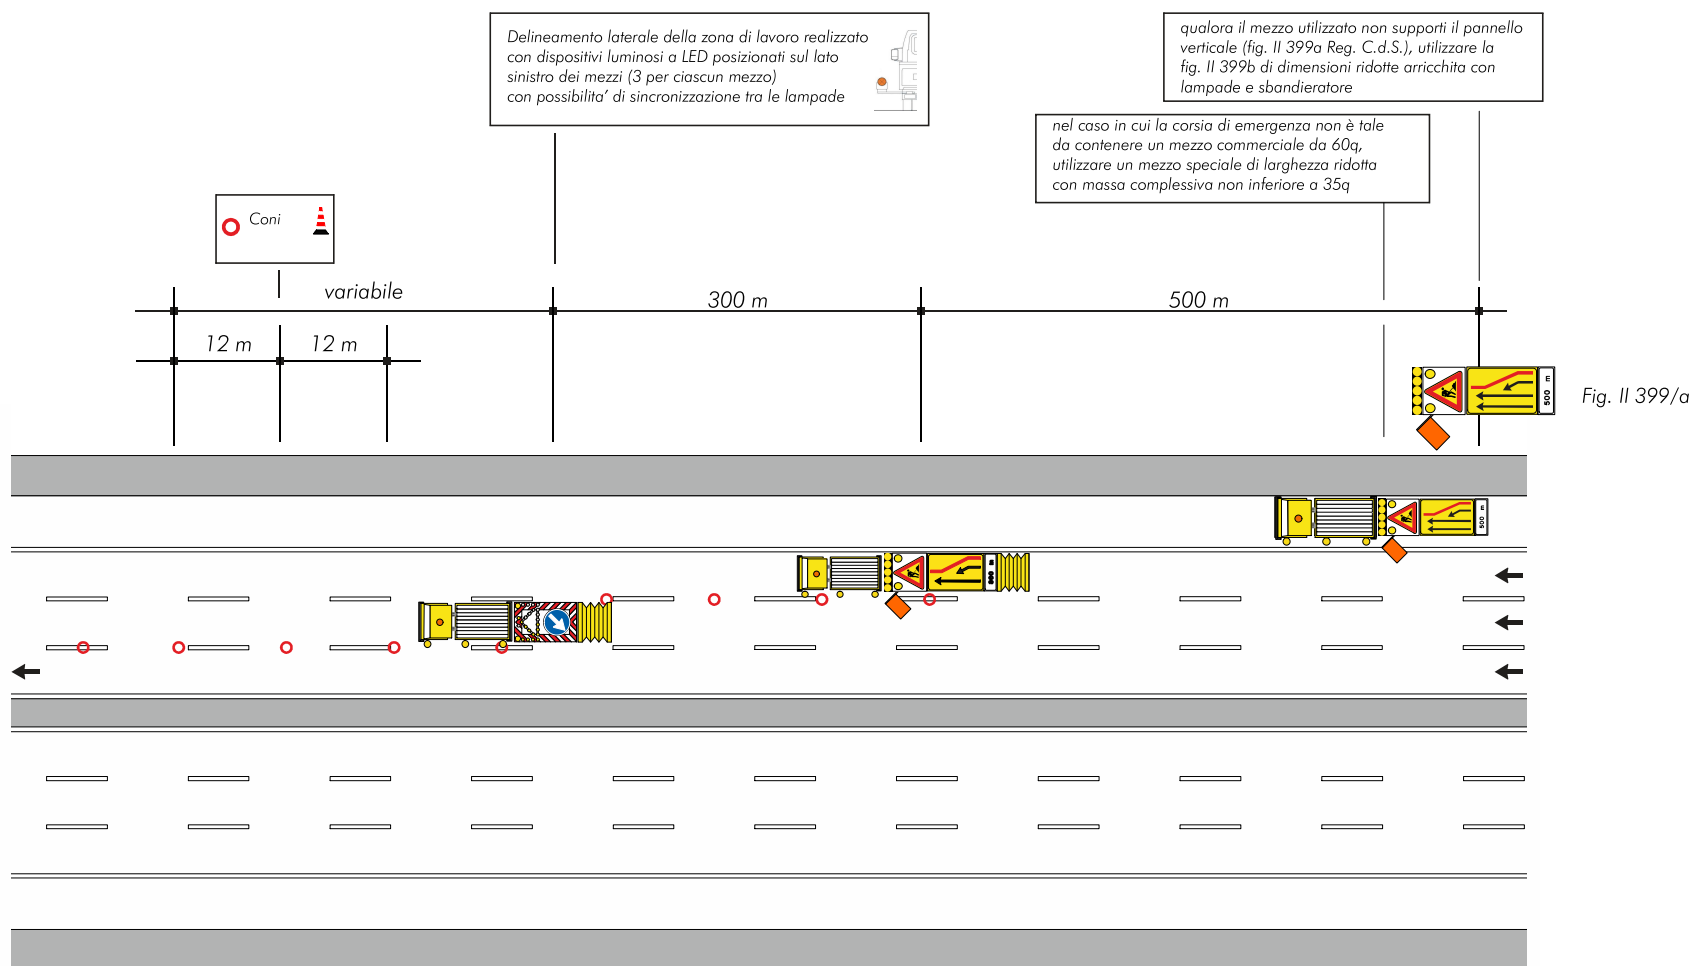 Delineamento laterale della zona di lavoro realizzato
con dispositivi luminosi a LED posizionati sul lato
sinistro dei mezzi (3 per ciascun mezzo)
con possibilita’ di sincronizzazione tra le lampade
qualora il mezzo utilizzato non supporti il pannello
verticale (fig. II 399a Reg. C.d.S.), utilizzare la
fig. II 399b di dimensioni ridotte arricchita con
lampade e sbandieratore
nel caso in cui la corsia di emergenza non è tale
da contenere un mezzo commerciale da 60q,
utilizzare un mezzo speciale di larghezza ridotta
con massa complessiva non inferiore a 35q
Coni
variabile
300 m
500 m
12 m
12 m
500 m
Fig. II 399/a
500 m